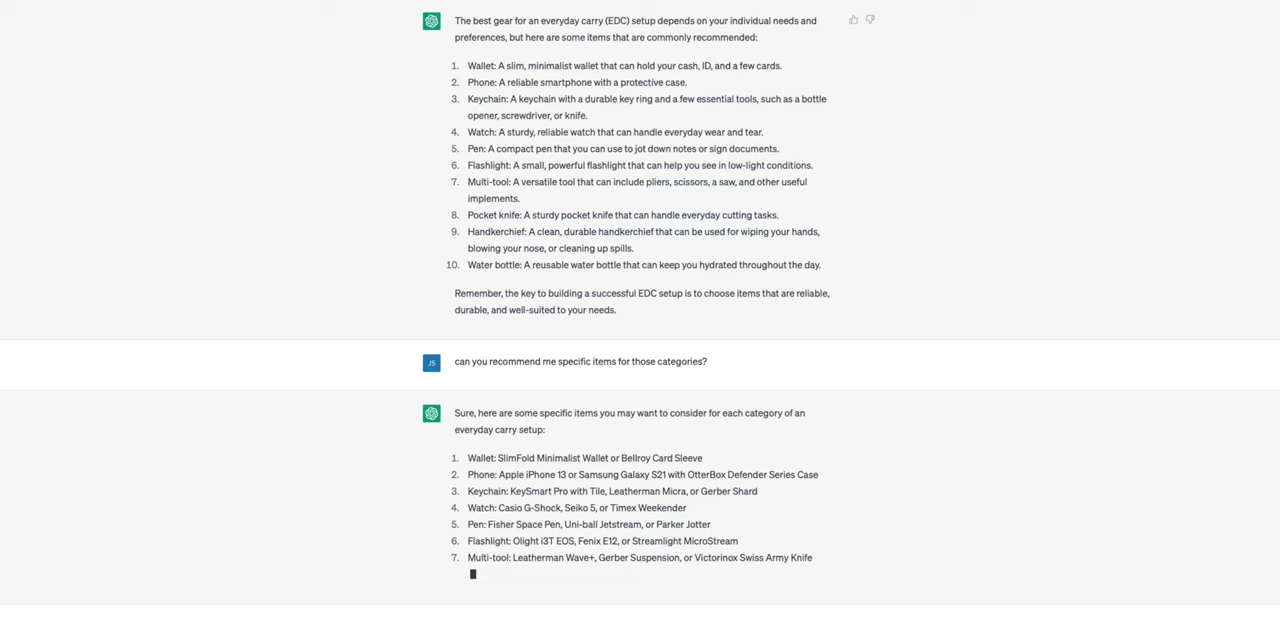 The best gear for an everyday carry (EDC) setup depends on your individual needs and
preferences, but here are some items that are commonly recommended:
1. Wallet: A slim, minimalist wallet that can hold your cash, ID, and a few cards.
2. Phone: A reliable smartphone with a protective case.
3. Keychain: A keychain with a durable key ring and a few essential tools, such as a bottle
opener, screwdriver, or knife.
4. Watch: A sturdy, reliable watch that can handle everyday wear and tear.
5. Pen: A compact pen that you can use to jot down notes or sign documents.
6. Flashlight: A small, powerful flashlight that can help you see in low-light conditions.
7. Multi-tool: A versatile tool that can include pliers, scissors, a saw, and other useful
implements.
8. Pocket knife: A sturdy pocket knife that can handle everyday cutting tasks.
9. Handkerchief: A clean, durable handkerchief that can be used for wiping your hands,
blowing your nose, or cleaning up spills.
10. Water bottle: A reusable water bottle that can keep you hydrated throughout the day.
Remember, the key to building a successful EDC setup is to choose items that are reliable,
durable, and well-suited to your needs.
JS can you recommend me specific items for those categories?
Sure, here are some specific items you may want to consider for each category of an
everyday carry setup:
1. Wallet: SlimFold Minimalist Wallet or Bellroy Card Sleeve
2. Phone: Apple iPhone 13 or Samsung Galaxy S21 with OtterBox Defender Series Case
3. Keychain: KeySmart Pro with Tile, Leatherman Micra, or Gerber Shard
4. Watch: Casio G-Shock, Seiko 5, or Timex Weekender
5. Pen: Fisher Space Pen, Uni-ball Jetstream, or Parker Jotter
6. Flashlight: Olight i3T EOS, Fenix E12, or Streamlight MicroStream
7. Multi-tool: Leatherman Wave+, Gerber Suspension, or Victorinox Swiss Army Knife